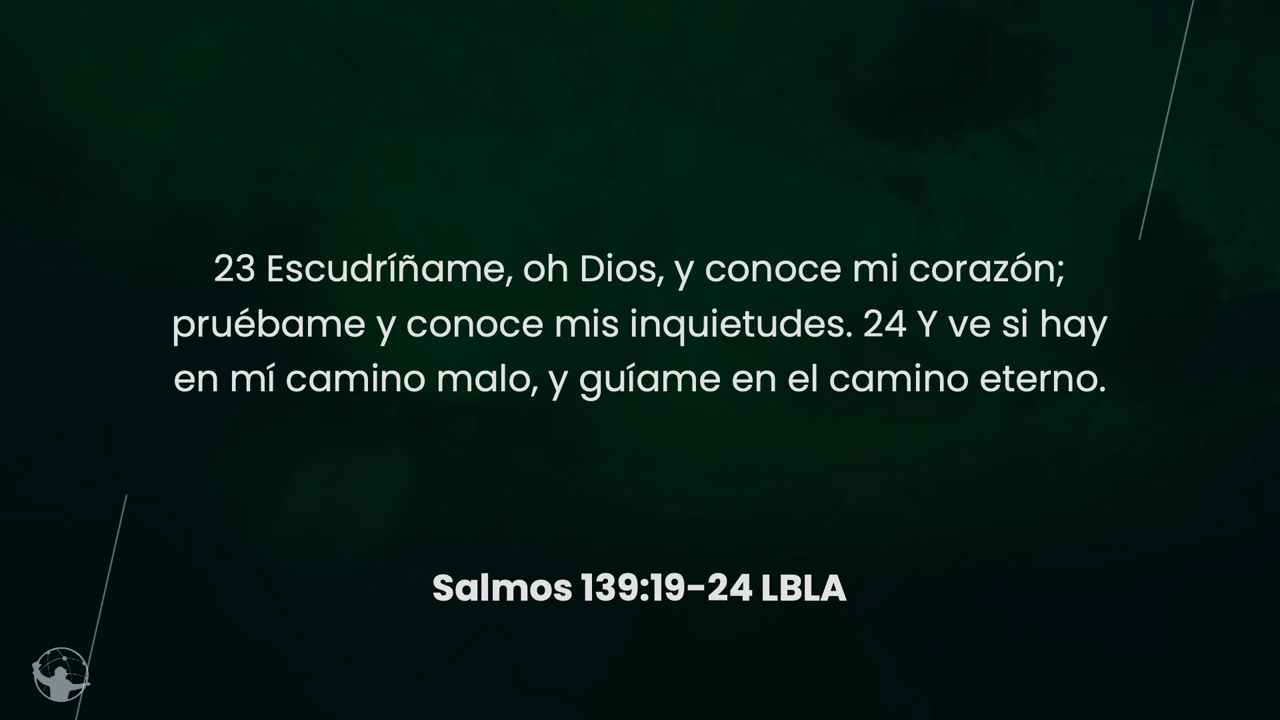 23 Escudríñame, oh Dios, y conoce mi corazón;
pruébame y conoce mis inquietudes. 24 Y ve si hay
en mí camino malo, y guíame en el camino eterno.
Salmos 139:19-24 LBLA